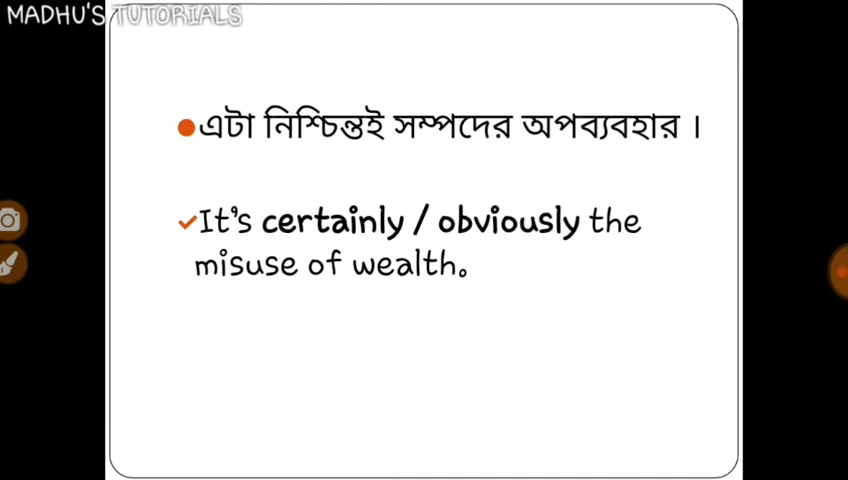 MADHU'S TUTORIALS
এটা নিশ্চিন্তই সম্পদের অপব্যবহার ।
It's certainly / obviously the
misuse of wealth.